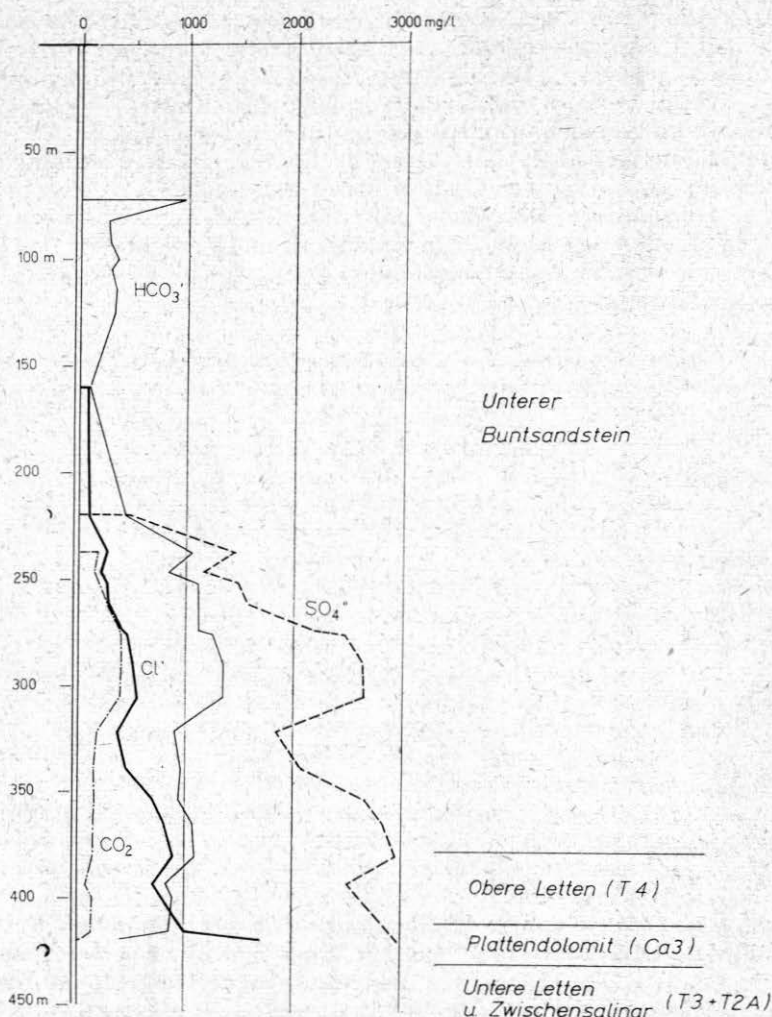 0 1000 2000 3000 mg/l
50 m
HCO₃'
100 m
150
Unterer
Buntsandstein
200
250
SO₄"
Cl'
300
350
CO₂
400
Obere Letten (T4)
Plattendolomit (Ca3)
Untere Letten
u. Zwischensalinar (T3+T2A)
450 m